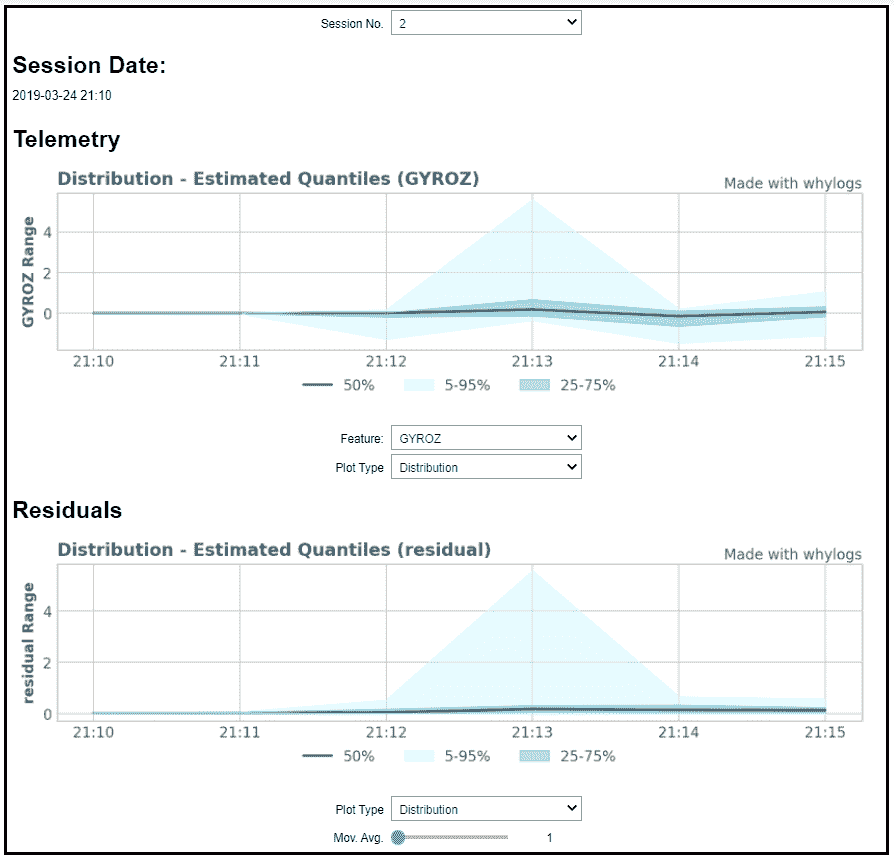 Session No. 2
Session Date:
2019-03-24 21:10
Telemetry
Distribution - Estimated Quantiles (GYROZ)
Made with whylogs
GYROZ Range
4
2
0
21:10 21:11 21:12 21:13 21:14 21:15
50% 5-95% 25-75%
Feature: GYROZ
Plot Type Distribution
Residuals
Distribution - Estimated Quantiles (residual)
Made with whylogs
residual Range
4
2
0
21:10 21:11 21:12 21:13 21:14 21:15
50% 5-95% 25-75%
Plot Type Distribution
Mov. Avg. 1